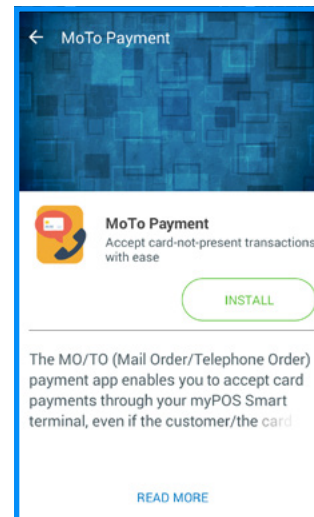 MoTo Payment
MoTo Payment
Accept card-not-present transactions
with ease
INSTALL
The MO/TO (Mail Order/Telephone Order)
payment app enables you to accept card
payments through your myPOS Smart
terminal, even if the customer/the card
READ MORE